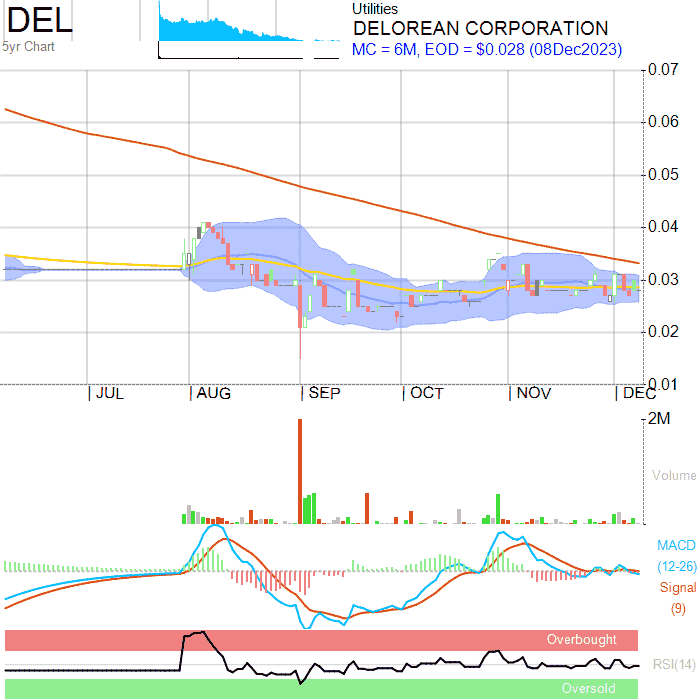 DEL
5yr Chart
Utilities
DELOREAN CORPORATION
MC = 6M, EOD = $0.028 (08Dec2023)
0.07
0.06
0.05
0.04
0.03
0.02
0.01
JUL AUG SEP OCT NOV DEC
2M
Volume
MACD
(12-26)
Signal
(9)
Overbought
RSI(14)
Oversold